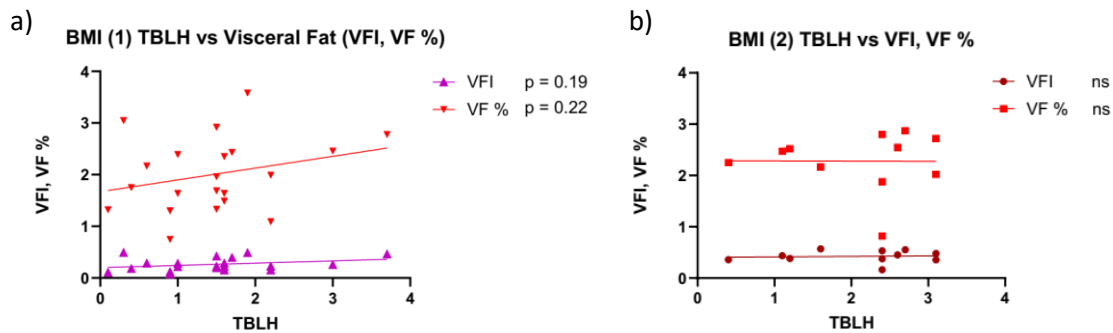 a)
BMI (1) TBLH vs Visceral Fat (VFI, VF %)
VFI p = 0.19
VF % p = 0.22
VFI, VF %
4
3
2
1
0
0 1 2 3 4
TBLH
b)
BMI (2) TBLH vs VFI, VF %
VFI ns
VF % ns
VFI, VF %
4
3
2
1
0
0 1 2 3 4
TBLH